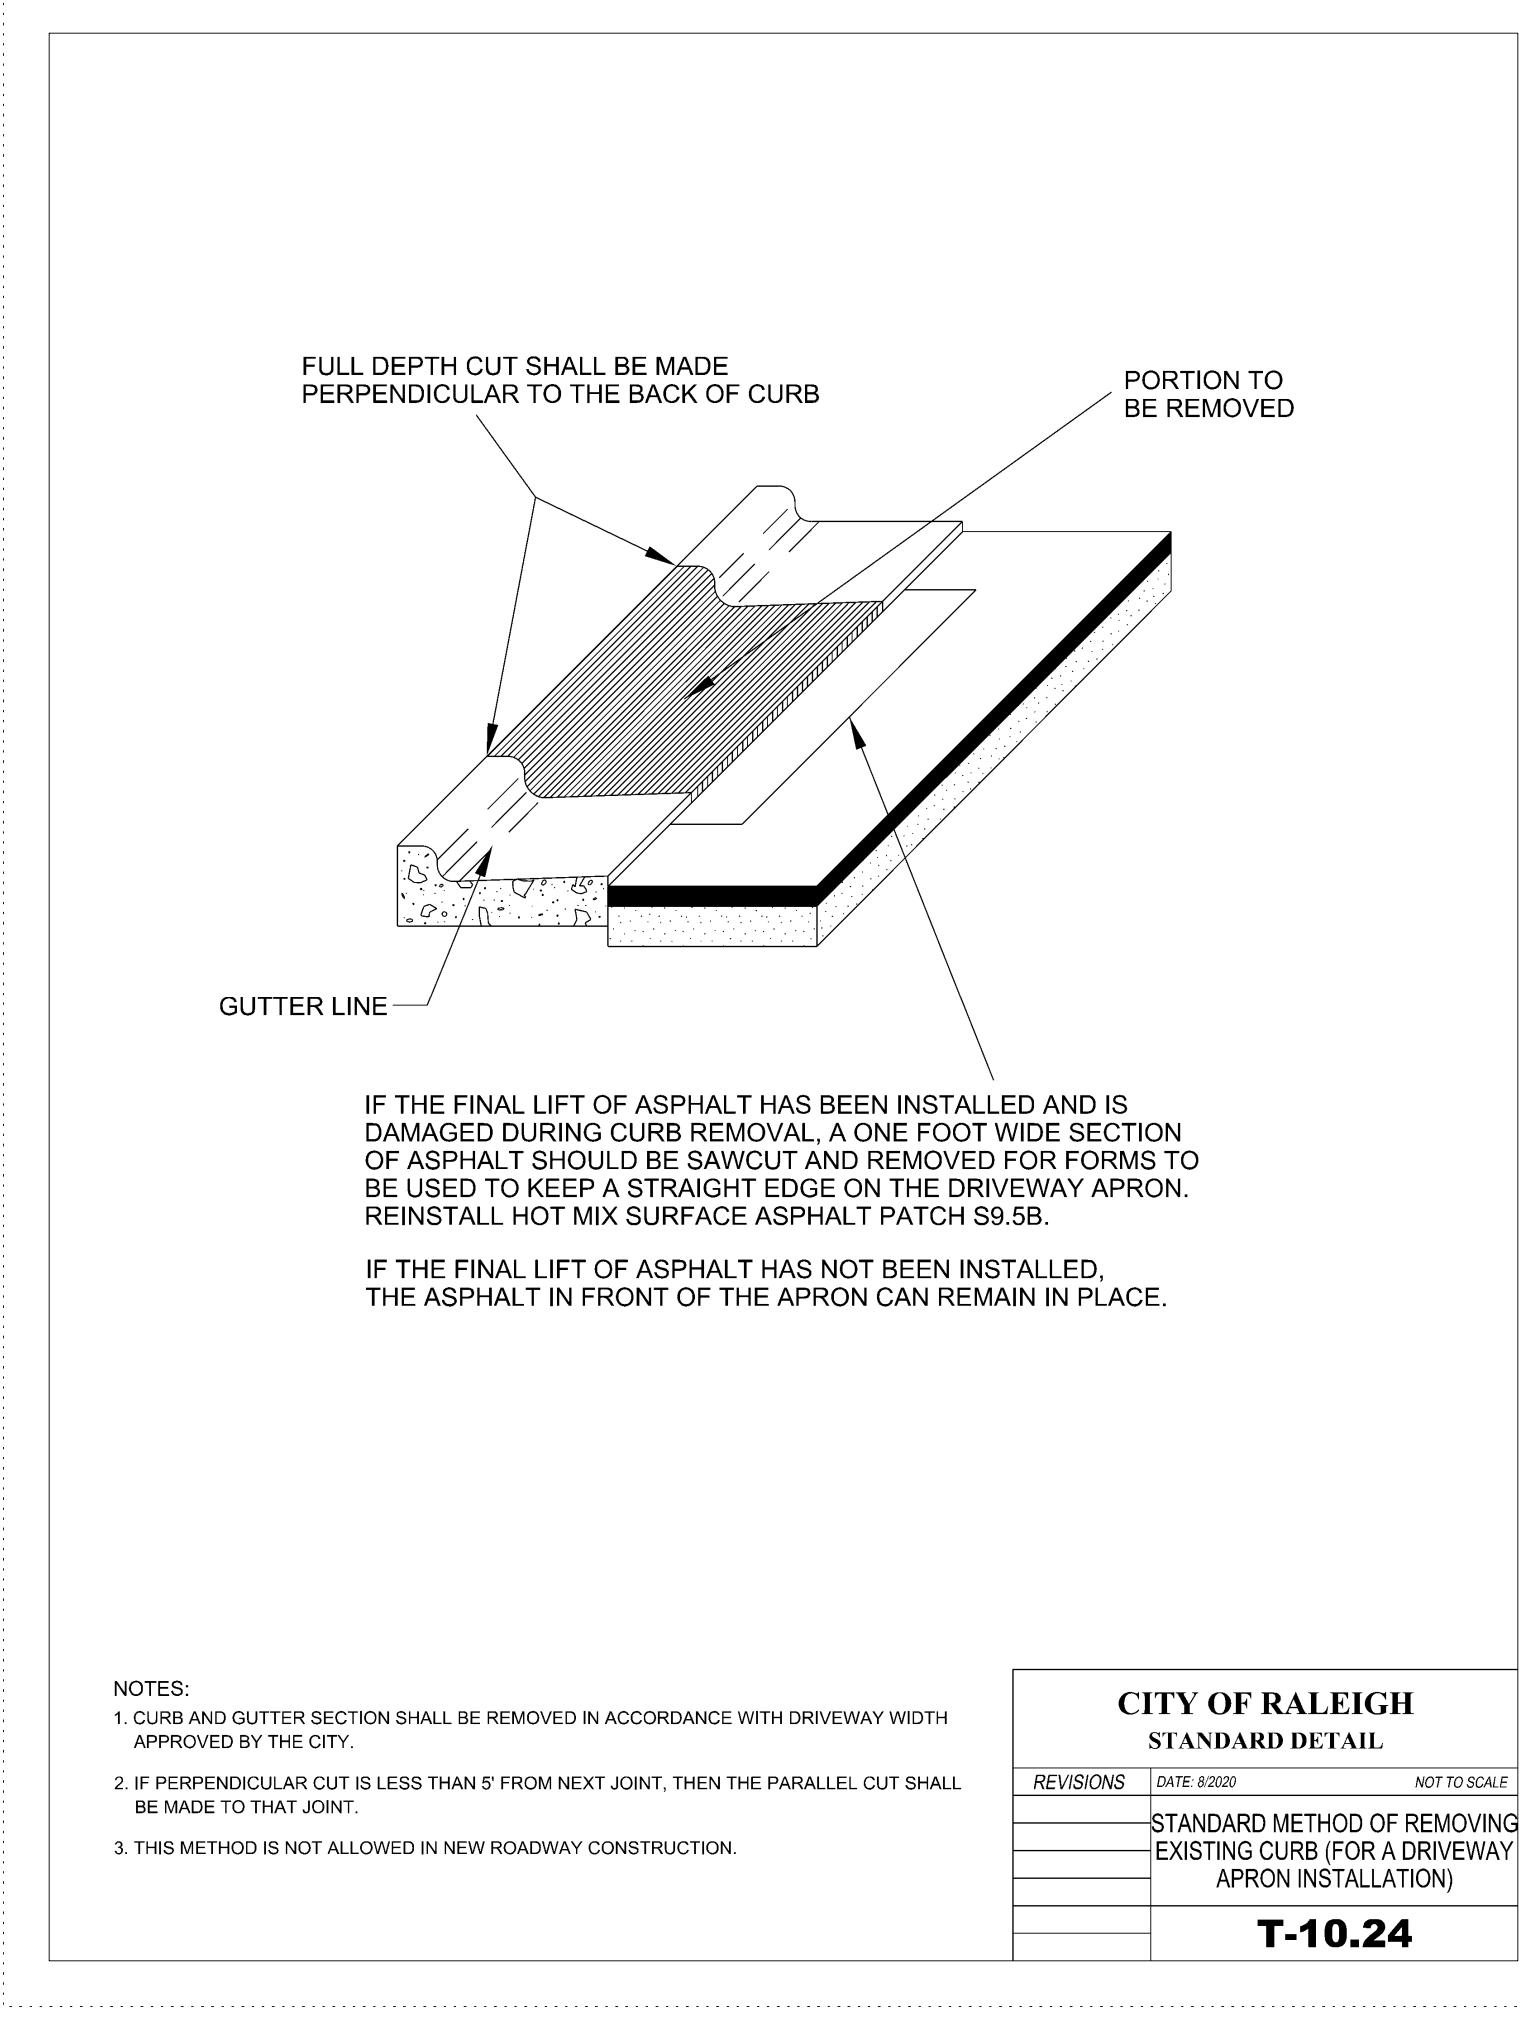 FULL DEPTH CUT SHALL BE MADE
PERPENDICULAR TO THE BACK OF CURB
PORTION TO
BE REMOVED
GUTTER LINE
IF THE FINAL LIFT OF ASPHALT HAS BEEN INSTALLED AND IS
DAMAGED DURING CURB REMOVAL, A ONE FOOT WIDE SECTION
OF ASPHALT SHOULD BE SAWCUT AND REMOVED FOR FORMS TO
BE USED TO KEEP A STRAIGHT EDGE ON THE DRIVEWAY APRON.
REINSTALL HOT MIX SURFACE ASPHALT PATCH S9.5B.
IF THE FINAL LIFT OF ASPHALT HAS NOT BEEN INSTALLED,
THE ASPHALT IN FRONT OF THE APRON CAN REMAIN IN PLACE.
NOTES:
1. CURB AND GUTTER SECTION SHALL BE REMOVED IN ACCORDANCE WITH DRIVEWAY WIDTH
APPROVED BY THE CITY.
2. IF PERPENDICULAR CUT IS LESS THAN 5' FROM NEXT JOINT, THEN THE PARALLEL CUT SHALL
BE MADE TO THAT JOINT.
3. THIS METHOD IS NOT ALLOWED IN NEW ROADWAY CONSTRUCTION.
CITY OF RALEIGH
STANDARD DETAIL
REVISIONS
DATE: 8/2020
NOT TO SCALE
STANDARD METHOD OF REMOVING
EXISTING CURB (FOR A DRIVEWAY
APRON INSTALLATION)
T-10.24